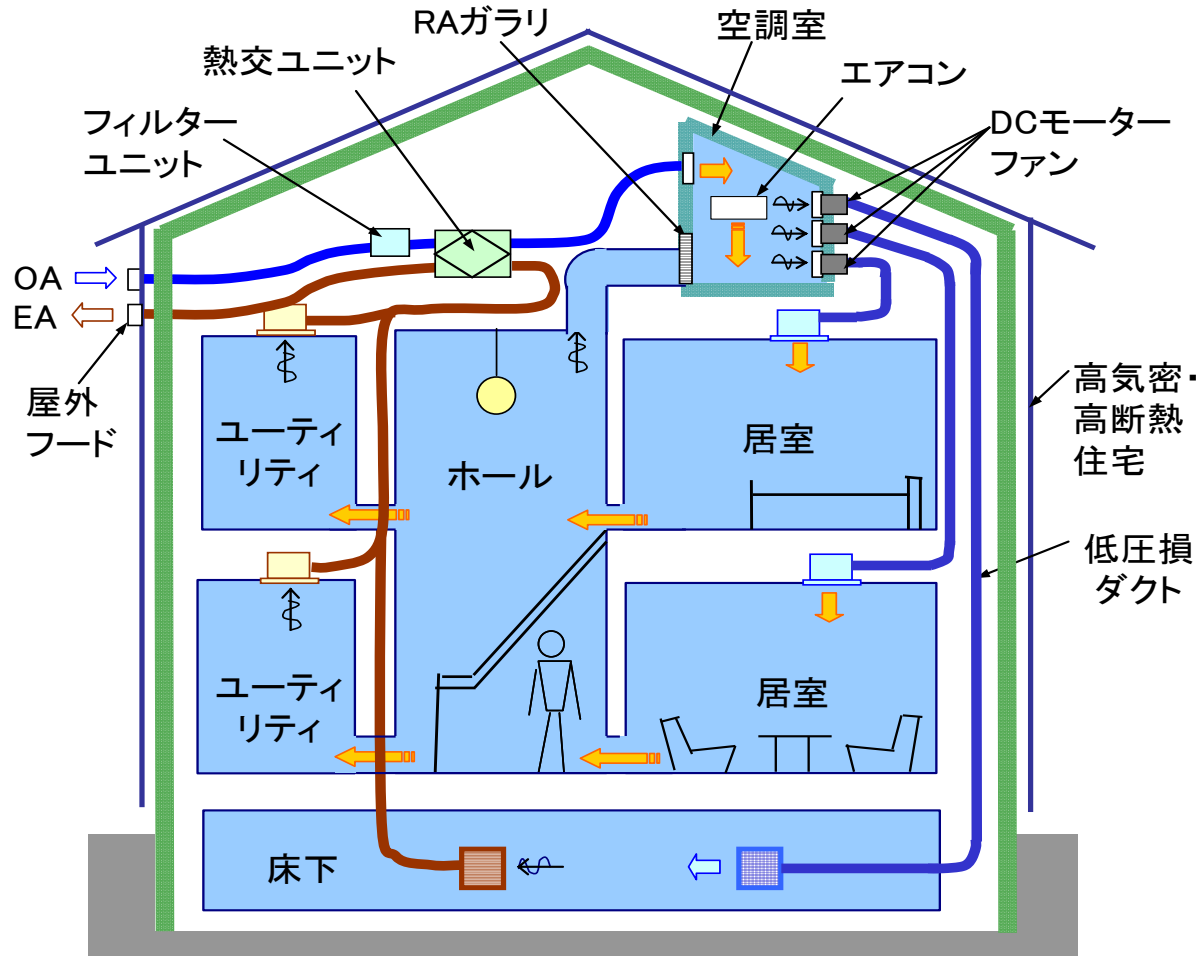 RAガラリ
空調室
熱交ユニット
エアコン
フィルター
ユニット
DCモーター
ファン
OA
EA
屋外
フード
高気密・
高断熱
住宅
ユーティ
リティ
ホール
居室
低圧損
ダクト
ユーティ
リティ
居室
床下